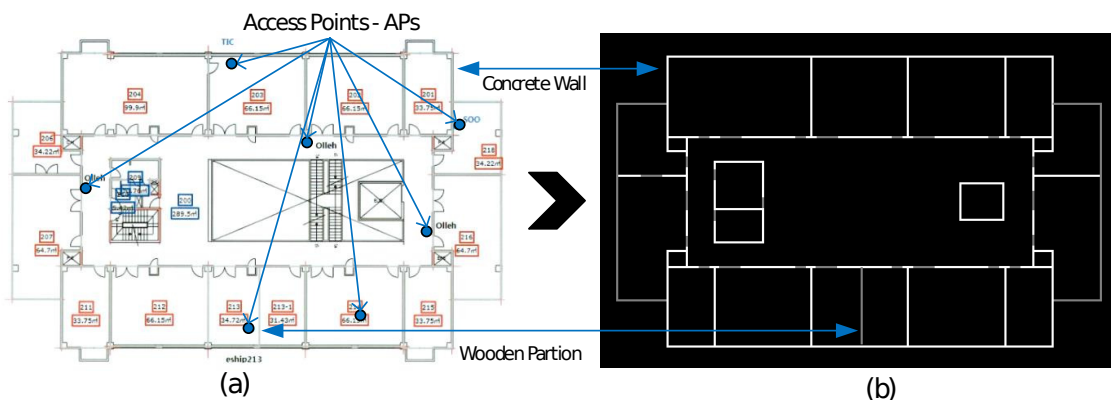 Access Points - APs
TIC
Concrete Wall
204
99.9㎡
203
66.15㎡
202
66.15㎡
201
33.75㎡
SOO
206
34.22㎡
Olleh
218
34.22㎡
Olleh
200
289.5㎡
Olleh
207
64.7㎡
216
64.7㎡
211
33.75㎡
212
66.15㎡
213
34.72㎡
213-1
31.43㎡
215
33.75㎡
eship213
Wooden Partion
(a)
(b)